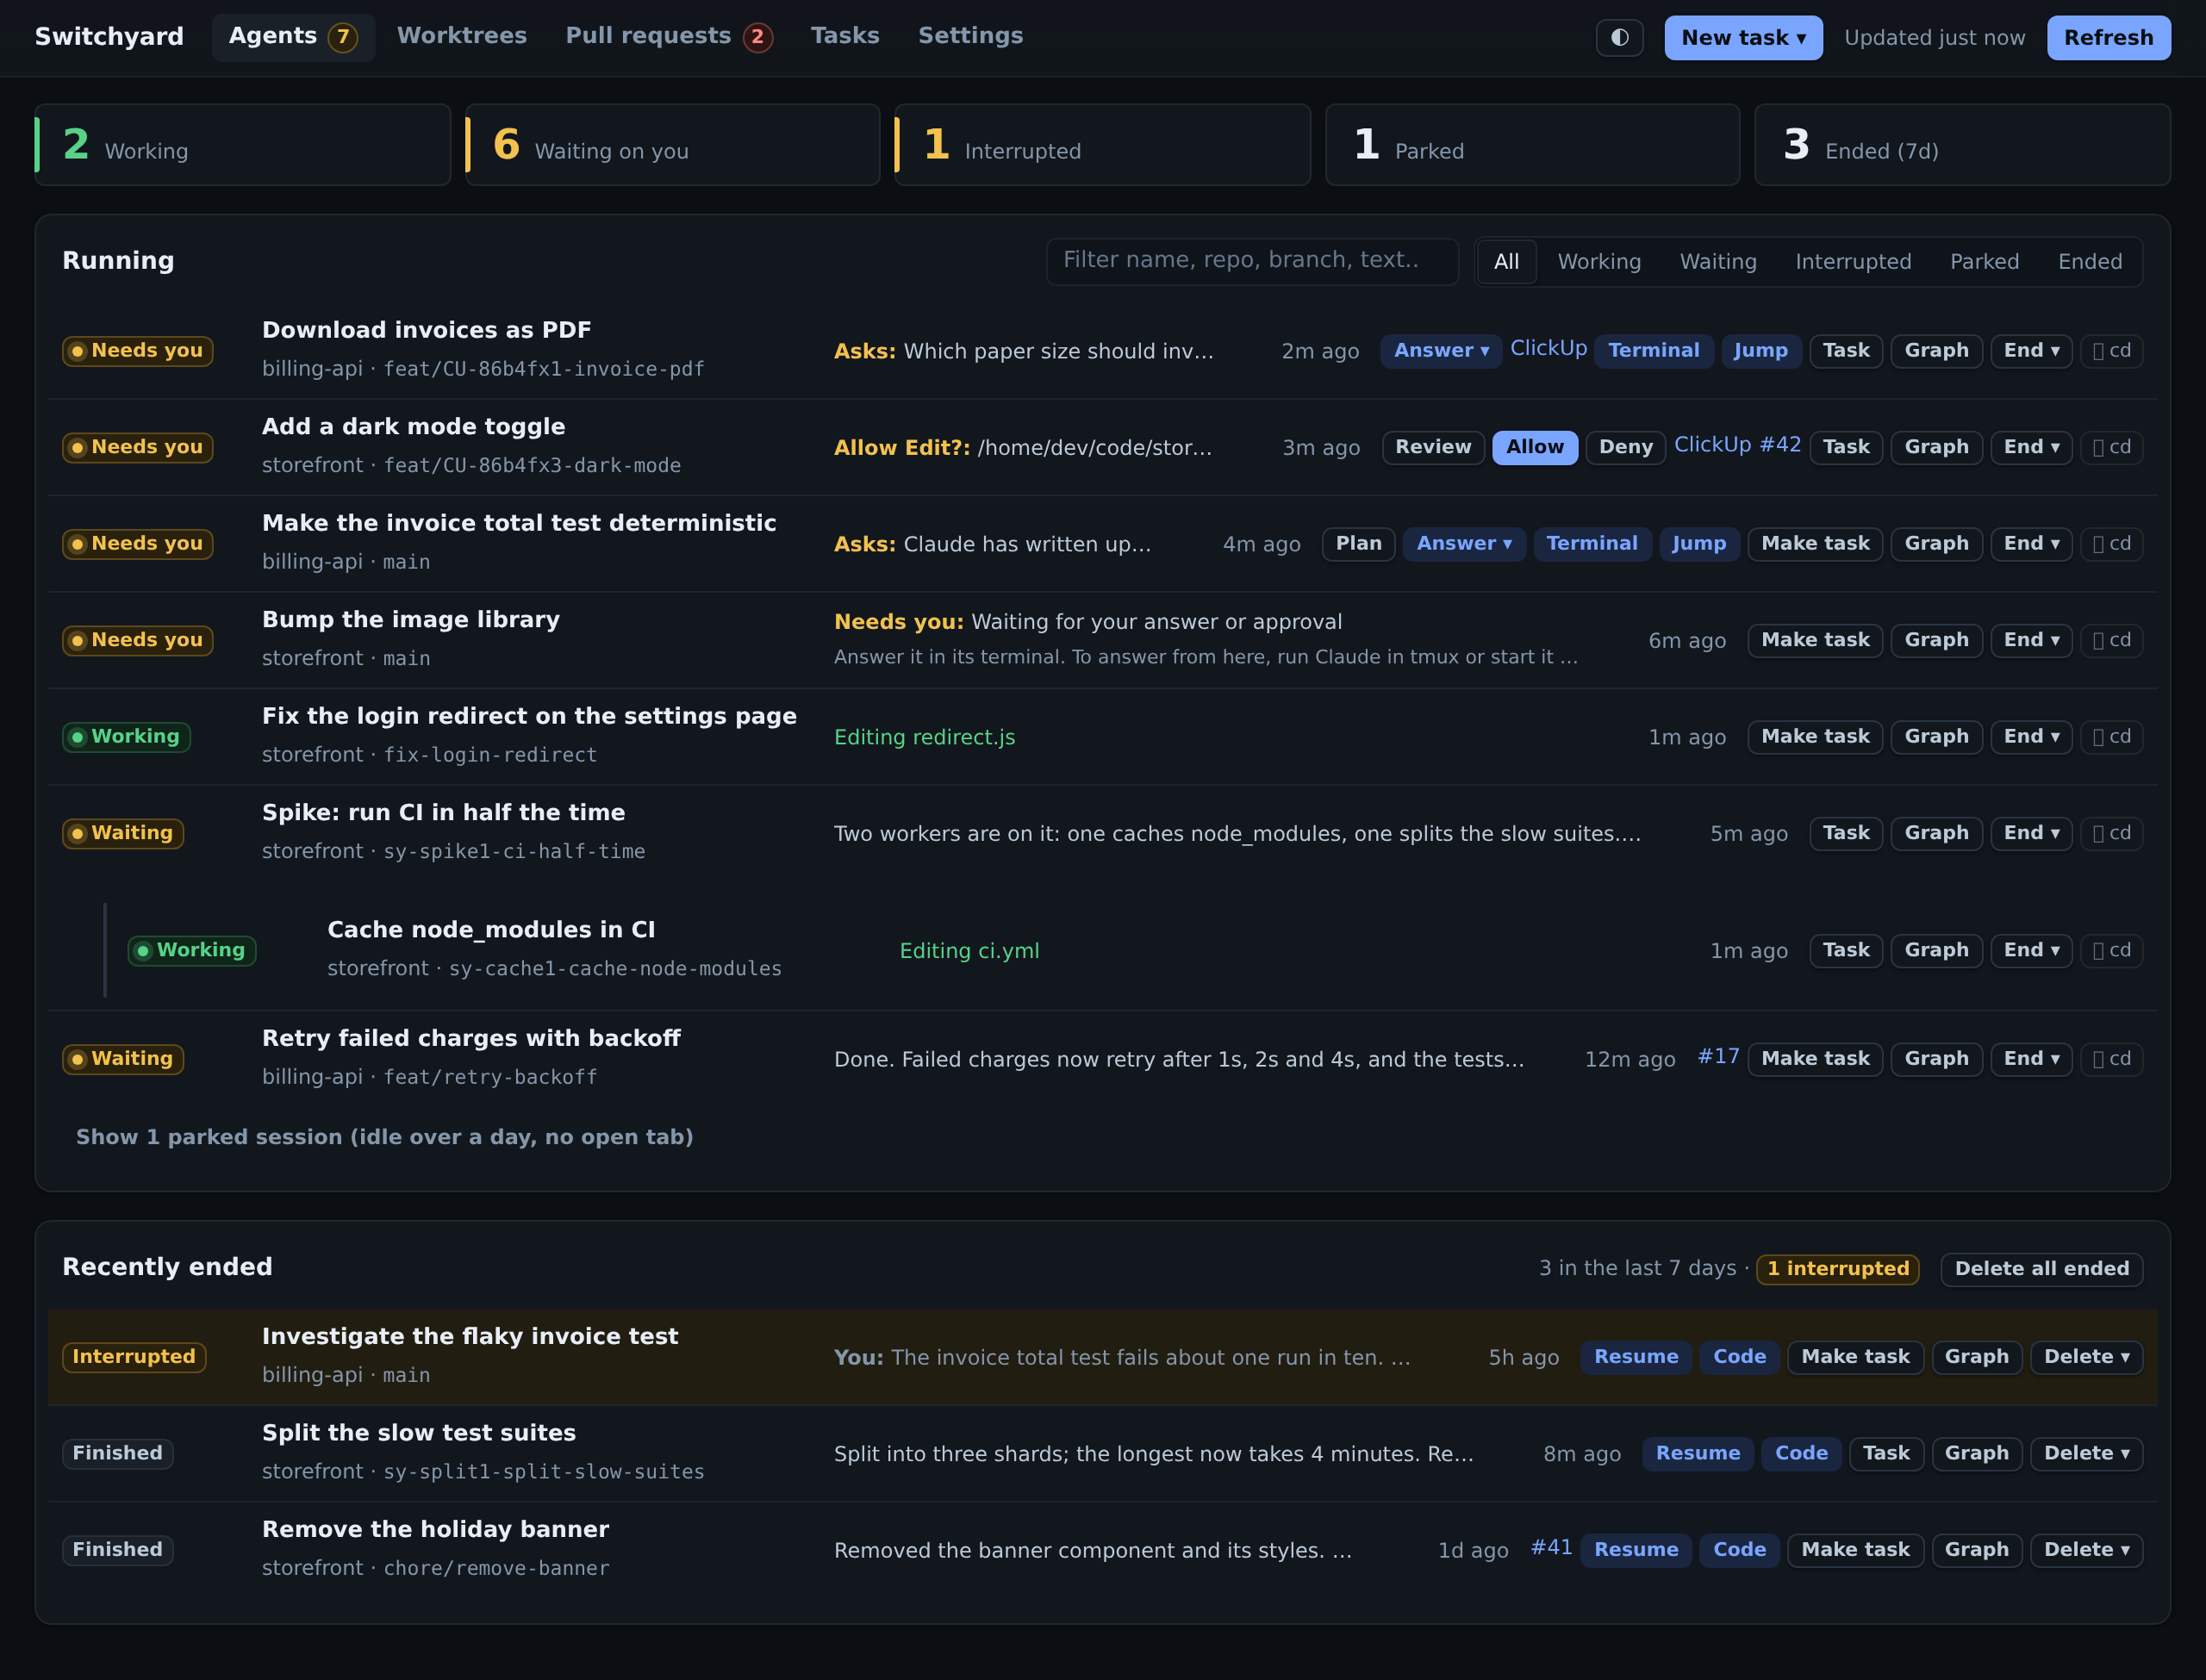 Switchyard Agents 7 Worktrees Pull requests 2 Tasks Settings New task ▾ Updated just now Refresh
2 Working 6 Waiting on you 1 Interrupted 1 Parked 3 Ended (7d)
Running Filter name, repo, branch, text.. All Working Waiting Interrupted Parked Ended
Needs you Download invoices as PDF Asks: Which paper size should inv… 2m ago Answer ▾ ClickUp Terminal Jump Task Graph End ▾ cd
billing-api · feat/CU-86b4fx1-invoice-pdf
Needs you Add a dark mode toggle Allow Edit?: /home/dev/code/stor… 3m ago Review Allow Deny ClickUp #42 Task Graph End ▾ cd
storefront · feat/CU-86b4fx3-dark-mode
Needs you Make the invoice total test deterministic Asks: Claude has written up… 4m ago Plan Answer ▾ Terminal Jump Make task Graph End ▾ cd
billing-api · main
Needs you Bump the image library Needs you: Waiting for your answer or approval 6m ago Make task Graph End ▾ cd
storefront · main Answer it in its terminal. To answer from here, run Claude in tmux or start it …
Working Fix the login redirect on the settings page Editing redirect.js 1m ago Make task Graph End ▾ cd
storefront · fix-login-redirect
Waiting Spike: run CI in half the time Two workers are on it: one caches node_modules, one splits the slow suites.… 5m ago Task Graph End ▾ cd
storefront · sy-spike1-ci-half-time
Working Cache node_modules in CI Editing ci.yml 1m ago Task Graph End ▾ cd
storefront · sy-cache1-cache-node-modules
Waiting Retry failed charges with backoff Done. Failed charges now retry after 1s, 2s and 4s, and the tests… 12m ago #17 Make task Graph End ▾ cd
billing-api · feat/retry-backoff
Show 1 parked session (idle over a day, no open tab)
Recently ended 3 in the last 7 days · 1 interrupted Delete all ended
Interrupted Investigate the flaky invoice test You: The invoice total test fails about one run in ten. … 5h ago Resume Code Make task Graph Delete ▾
billing-api · main
Finished Split the slow test suites Split into three shards; the longest now takes 4 minutes. Re… 8m ago Resume Code Task Graph Delete ▾
storefront · sy-split1-split-slow-suites
Finished Remove the holiday banner Removed the banner component and its styles. … 1d ago #41 Resume Code Make task Graph Delete ▾
storefront · chore/remove-banner